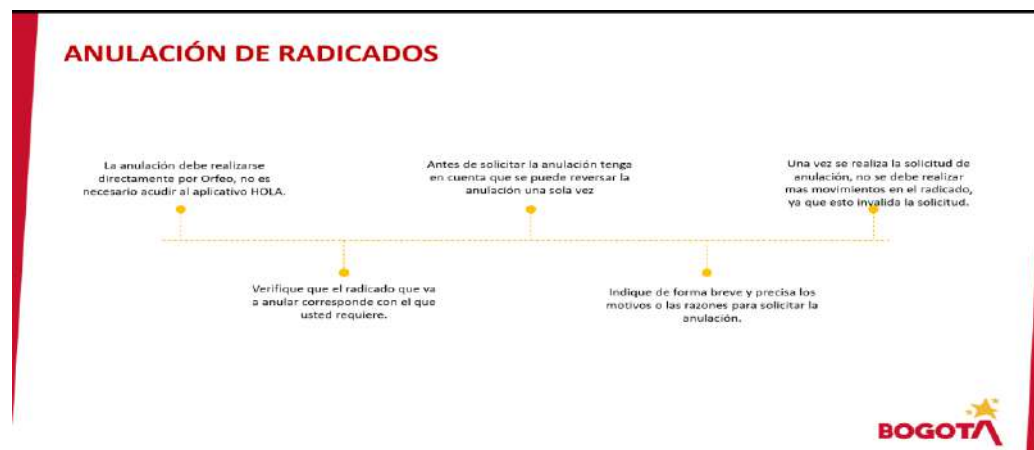 ANULACIÓN DE RADICADOS
La anulación debe realizarse
directamente por Orfeo, no es
necesario acudir al aplicativo HOLA.
Verifique que el radicado que va
a anular corresponde con el que
usted requiere.
Antes de solicitar la anulación tenga
en cuenta que se puede reversar la
anulación una sola vez
Indique de forma breve y precisa los
motivos o las razones para solicitar la
anulación.
Una vez se realiza la solicitud de
anulación, no se debe realizar
mas movimientos en el radicado,
ya que esto invalida la solicitud.
BOGOTÁ